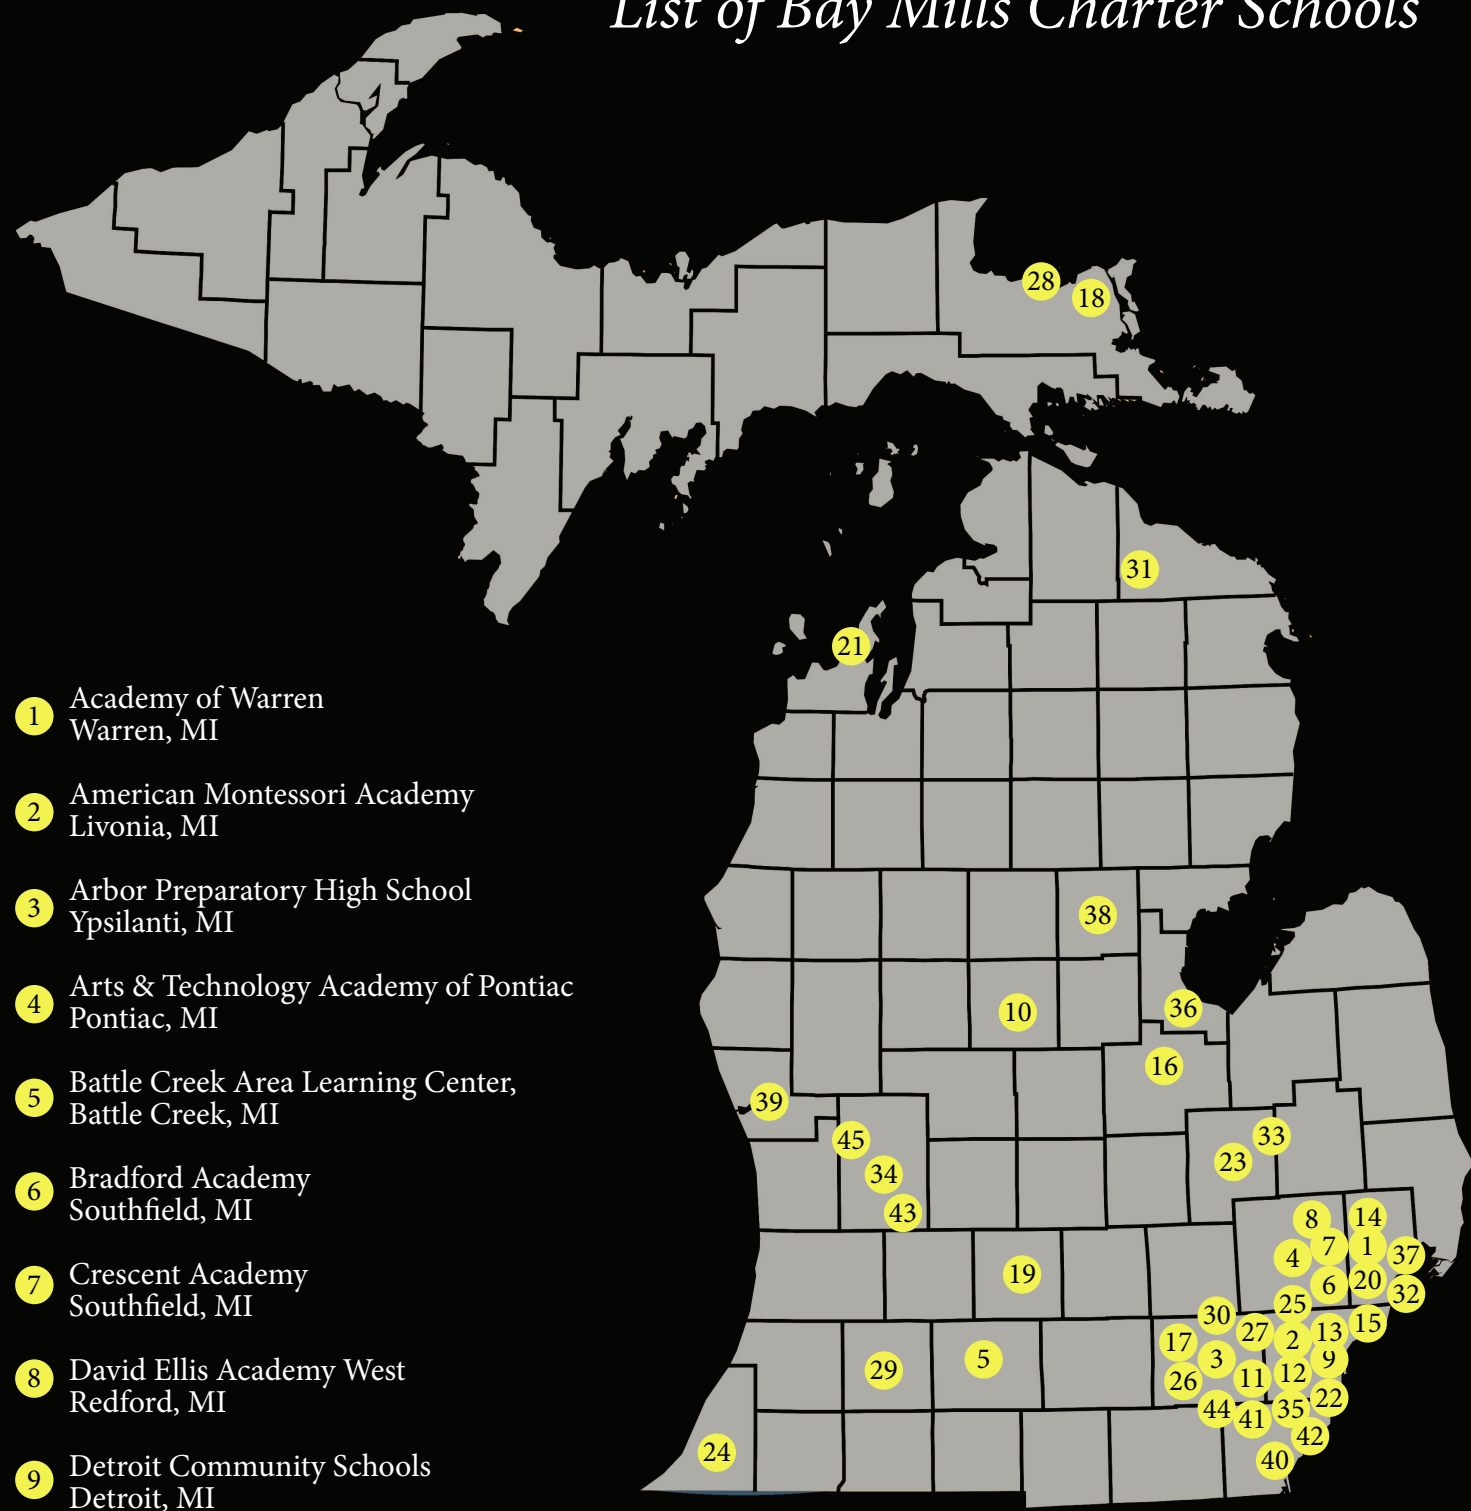 List of Bay Mills Charter Schools
28
18
31
21
1 Academy of Warren
Warren, MI
2 American Montessori Academy
Livonia, MI
3 Arbor Preparatory High School
Ypsilanti, MI
4 Arts & Technology Academy of Pontiac
Pontiac, MI
5 Battle Creek Area Learning Center,
Battle Creek, MI
6 Bradford Academy
Southfield, MI
7 Crescent Academy
Southfield, MI
8 David Ellis Academy West
Redford, MI
9 Detroit Community Schools
Detroit, MI
38
10
36
16
39
45
33
34
23
43
8
14
7
1
4
37
19
6
20
32
25
30
15
27
13
17
2
3
5
9
29
12
11
26
22
44
35
41
42
24
40